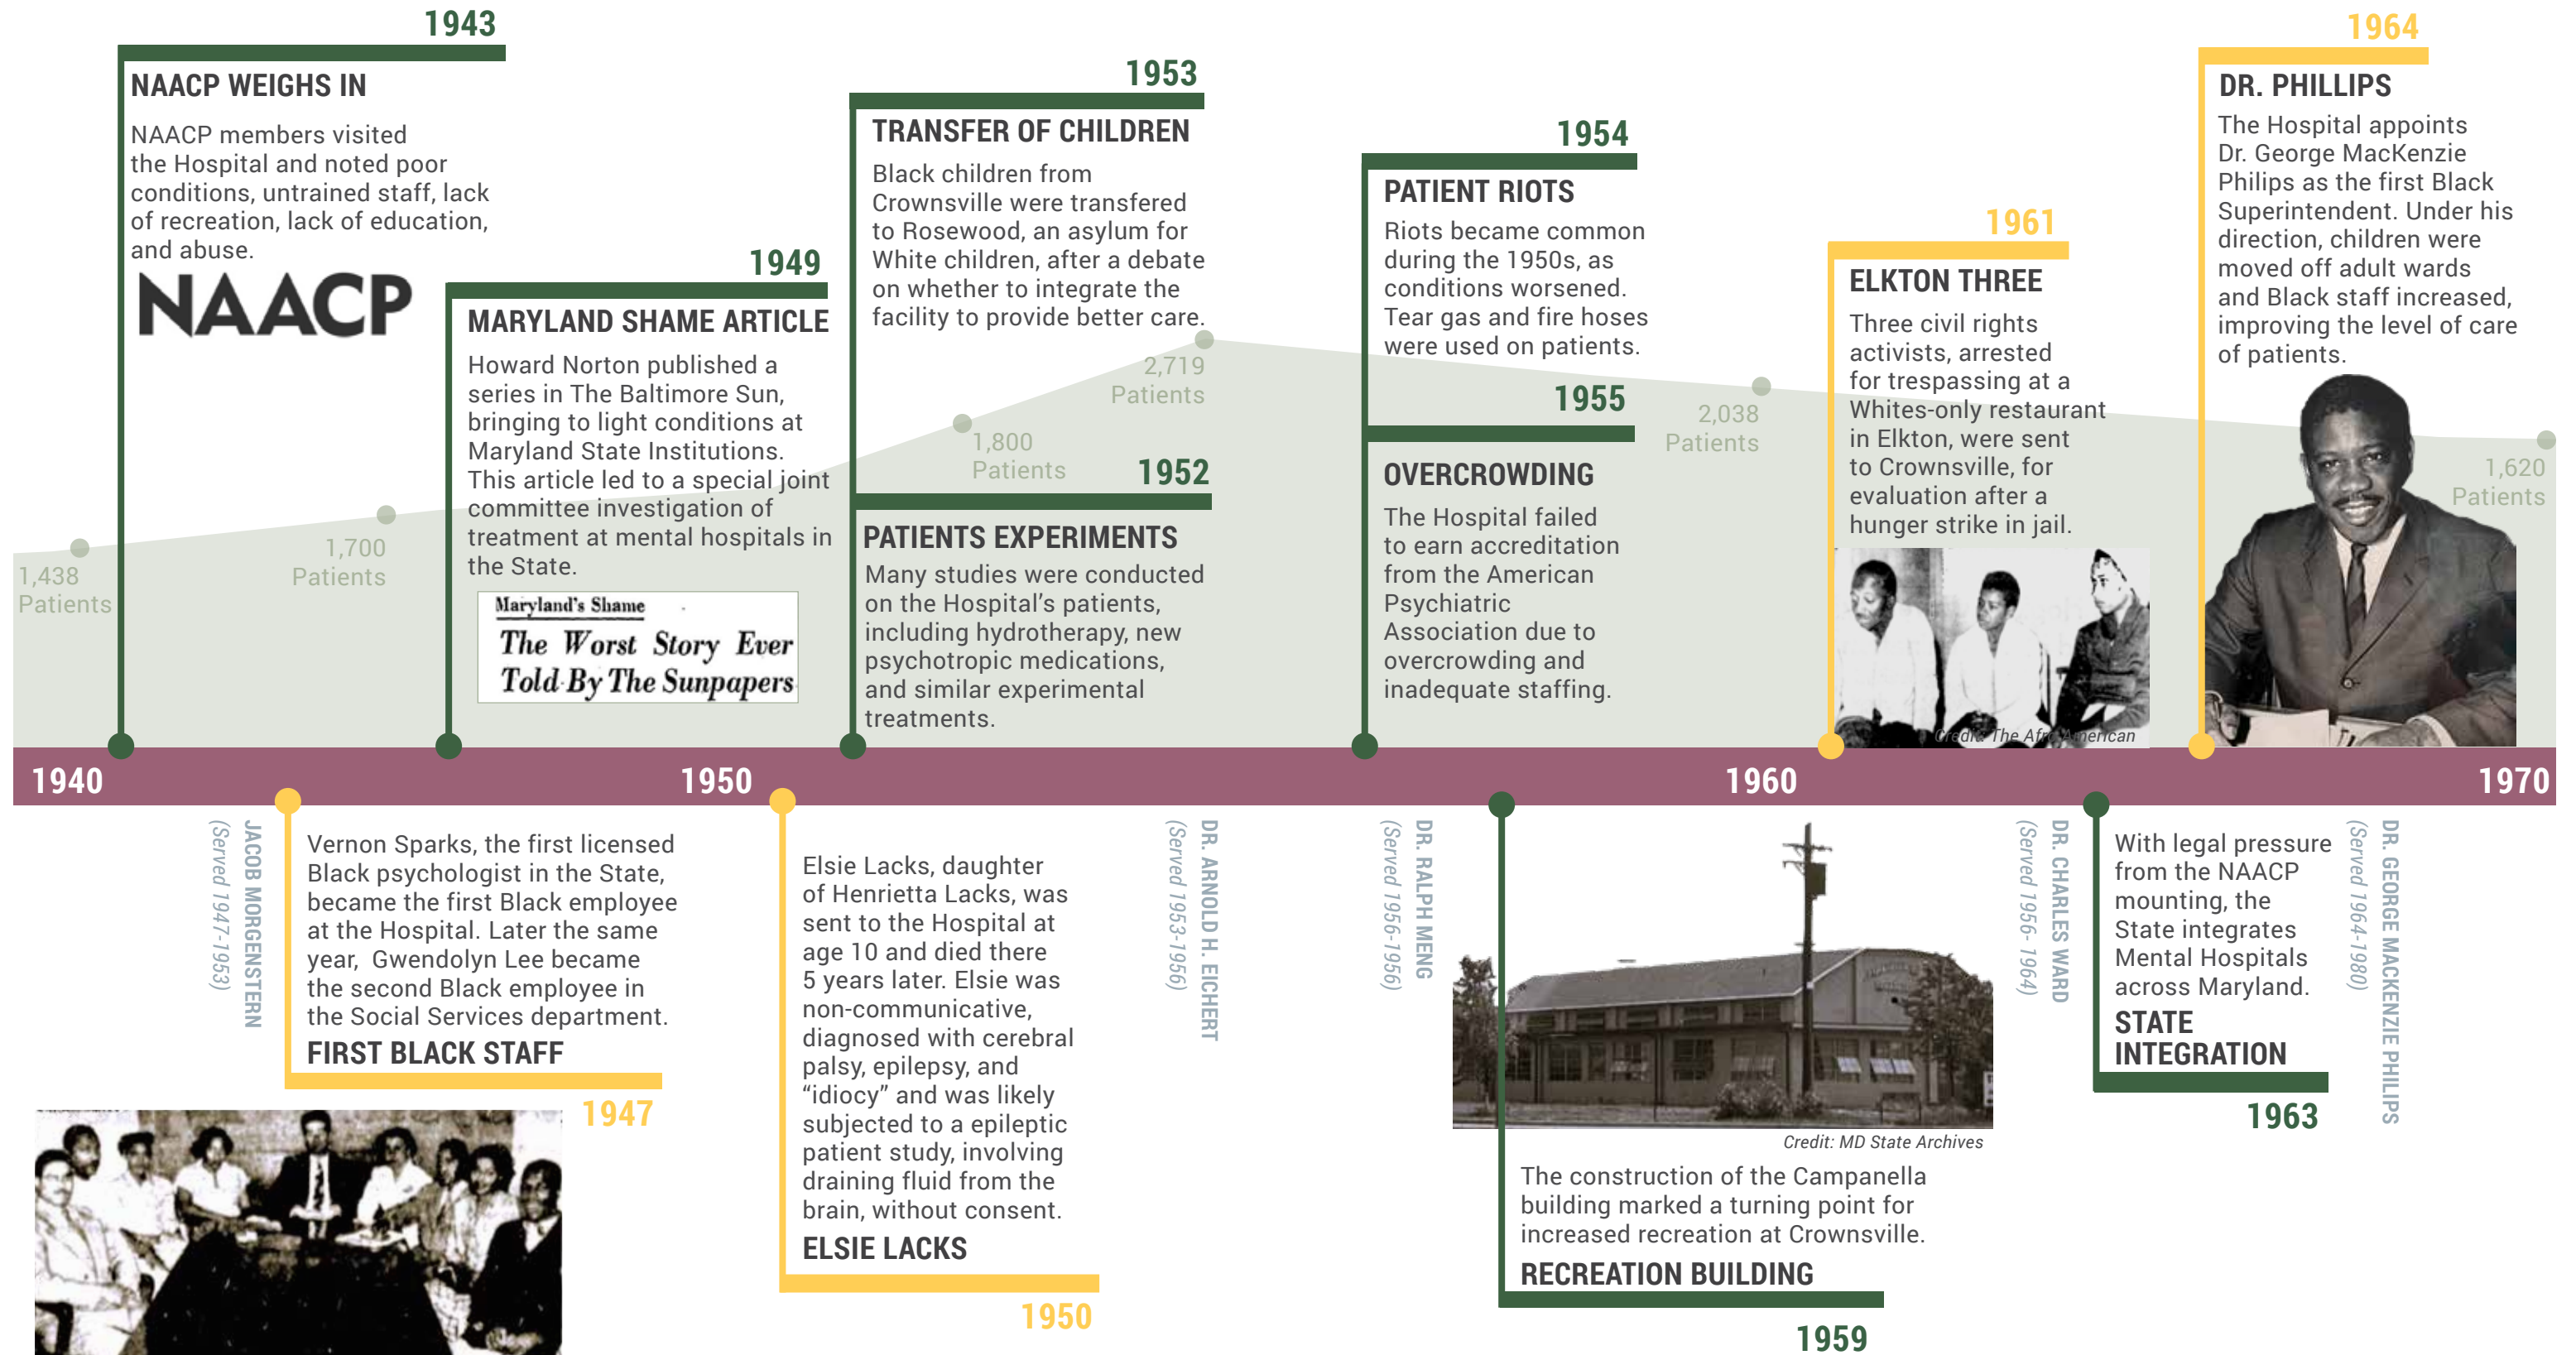 1943
NAACP WEIGHS IN
NAACP members visited
the Hospital and noted poor
conditions, untrained staff, lack
of recreation, lack of education,
and abuse.
NAACP
1949
MARYLAND SHAME ARTICLE
Howard Norton published a
series in The Baltimore Sun,
bringing to light conditions at
Maryland State Institutions.
This article led to a special joint
committee investigation of
treatment at mental hospitals in
the State.
Maryland's Shame
The Worst Story Ever
Told By The Sunpapers
1953
TRANSFER OF CHILDREN
Black children from
Crownsville were transfered
to Rosewood, an asylum for
White children, after a debate
on whether to integrate the
facility to provide better care.
1952
PATIENTS EXPERIMENTS
Many studies were conducted
on the Hospital's patients,
including hydrotherapy, new
psychotropic medications,
and similar experimental
treatments.
1954
PATIENT RIOTS
Riots became common
during the 1950s, as
conditions worsened.
Tear gas and fire hoses
were used on patients.
1955
OVERCROWDING
The Hospital failed
to earn accreditation
from the American
Psychiatric
Association due to
overcrowding and
inadequate staffing.
1961
ELKTON THREE
Three civil rights
activists, arrested
for trespassing at a
Whites-only restaurant
in Elkton, were sent
to Crownsville, for
evaluation after a
hunger strike in jail.
Credit: The Afro American
1964
DR. PHILLIPS
The Hospital appoints
Dr. George MacKenzie
Philips as the first Black
Superintendent. Under his
direction, children were
moved off adult wards
and Black staff increased,
improving the level of care
of patients.
1,438
Patients
1,700
Patients
1,800
Patients
2,719
Patients
2,038
Patients
1,620
Patients
1940
1950
1960
1970
JACOB MORGENSTERN
(Served 1947-1953)
Vernon Sparks, the first licensed
Black psychologist in the State,
became the first Black employee
at the Hospital. Later the same
year, Gwendolyn Lee became
the second Black employee in
the Social Services department.
FIRST BLACK STAFF
1947
Elsie Lacks, daughter
of Henrietta Lacks, was
sent to the Hospital at
age 10 and died there
5 years later. Elsie was
non-communicative,
diagnosed with cerebral
palsy, epilepsy, and
“idiocy” and was likely
subjected to a epileptic
patient study, involving
draining fluid from the
brain, without consent.
ELSIE LACKS
1950
DR. ARNOLD H. EICHERT
(Served 1953-1956)
DR. RALPH MENG
(Served 1956-1956)
Credit: MD State Archives
The construction of the Campanella
building marked a turning point for
increased recreation at Crownsville.
RECREATION BUILDING
1959
DR. CHARLES WARD
(Served 1956- 1964)
With legal pressure
from the NAACP
mounting, the
State integrates
Mental Hospitals
across Maryland.
STATE
INTEGRATION
1963
DR. GEORGE MACKENZIE PHILIPS
(Served 1964-1980)